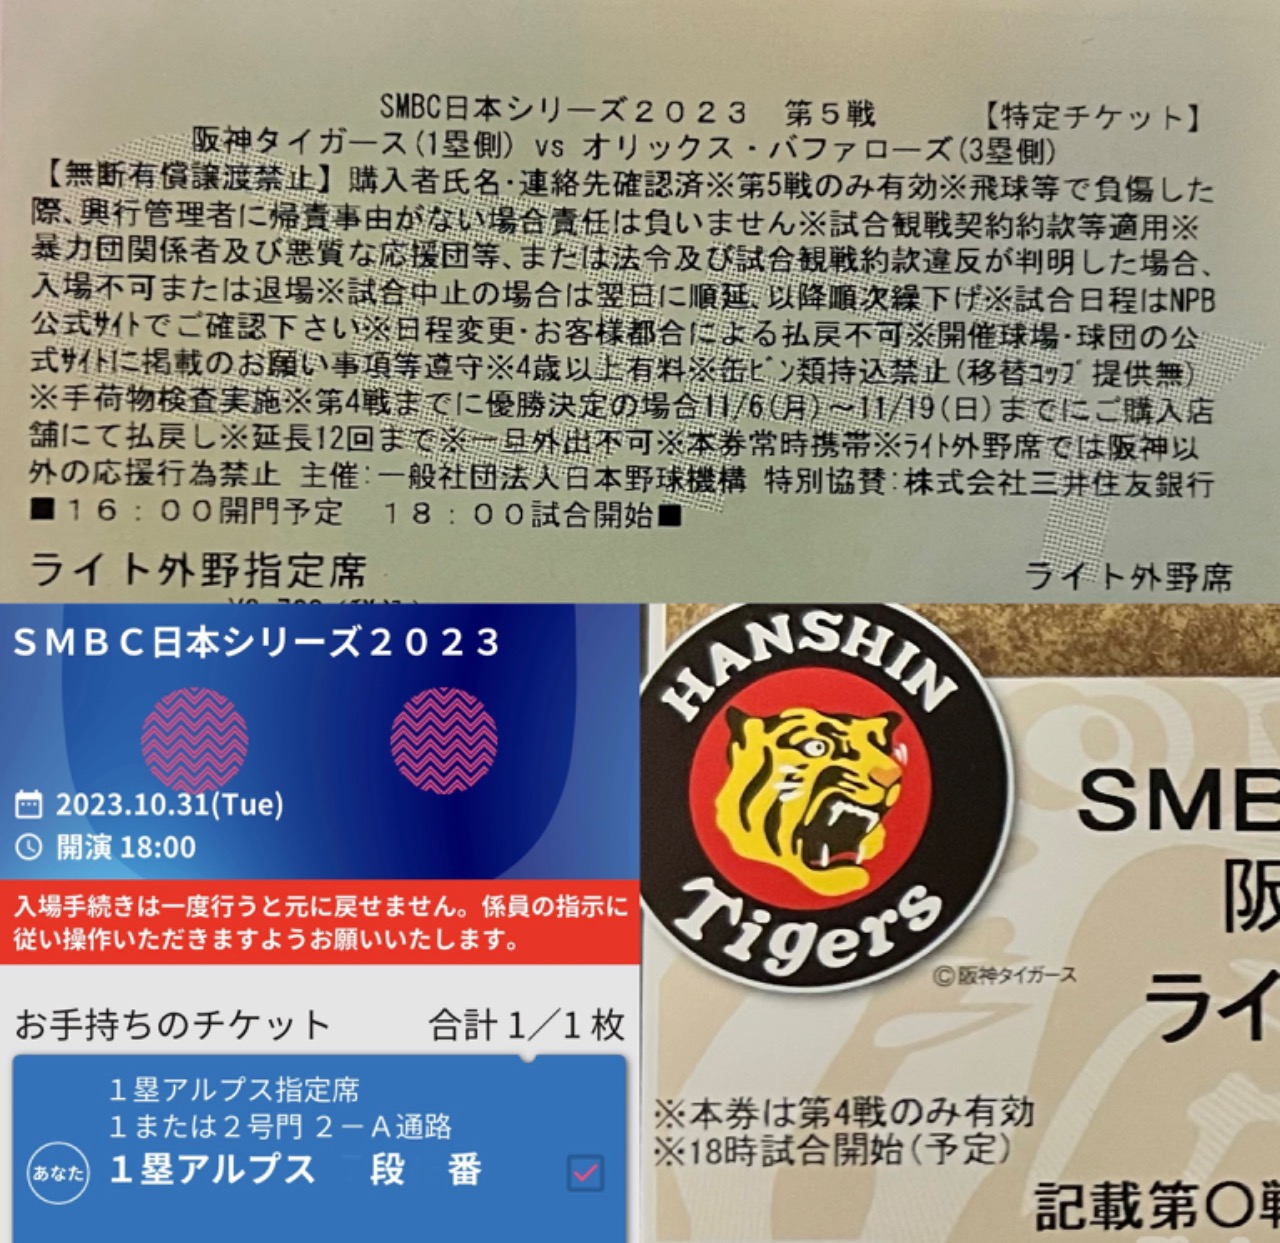 SMBC日本シリーズ２０２３　第５戦　【特定チケット】
阪神タイガース(1塁側) vs オリックス・バファローズ(3塁側)
【無断有償譲渡禁止】購入者氏名･連絡先確認済※第5戦のみ有効※飛球等で負傷した
際､興行管理者に帰責事由がない場合責任は負いません※試合観戦契約約款等適用※
暴力団関係者及び悪質な応援団等､または法令及び試合観戦約款違反が判明した場合､
入場不可または退場※試合中止の場合は翌日に順延､以降順次繰下げ※試合日程はNPB
公式ｻｲﾄでご確認下さい※日程変更･お客様都合による払戻不可※開催球場･球団の公
式ｻｲﾄに掲載のお願い事項等遵守※4歳以上有料※缶ﾋﾞﾝ類持込禁止(移替ｺｯﾌﾟ提供無)
※手荷物検査実施※第4戦までに優勝決定の場合11/6(月)～11/19(日)までにご購入店
舗にて払戻し※延長12回まで※一旦外出不可※本券常時携帯※ﾗｲﾄ外野席では阪神以
外の応援行為禁止 主催:一般社団法人日本野球機構 特別協賛:株式会社三井住友銀行
■１６：００開門予定　１８：００試合開始■
ライト外野指定席　ライト外野席
ＳＭＢＣ日本シリーズ２０２３
2023.10.31(Tue)
開演 18:00
入場手続きは一度行うと元に戻せません。係員の指示に
従い操作いただきますようお願いいたします。
お手持ちのチケット　合計 1／1 枚
１塁アルプス指定席
１または２号門 ２－Ａ通路
あなた １塁アルプス　段　番
HANSHIN
Tigers
©阪神タイガース
SMB
阪
ライ
※本券は第4戦のみ有効
※18時試合開始(予定)
記載第〇戦